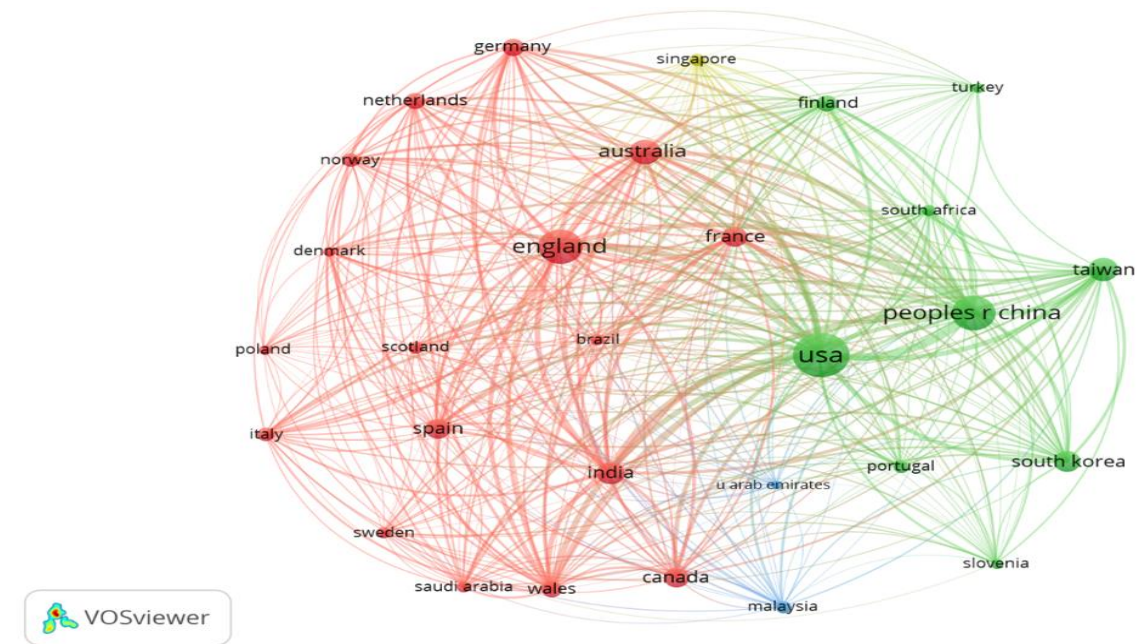 germany
singapore
turkey
netherlands
finland
australia
norway
south africa
france
england
denmark
taiwan
peoples r china
brazil
scotland
poland
usa
spain
italy
portugal
south korea
india
u arab emirates
sweden
slovenia
canada
saudi arabia
wales
malaysia
VOSviewer